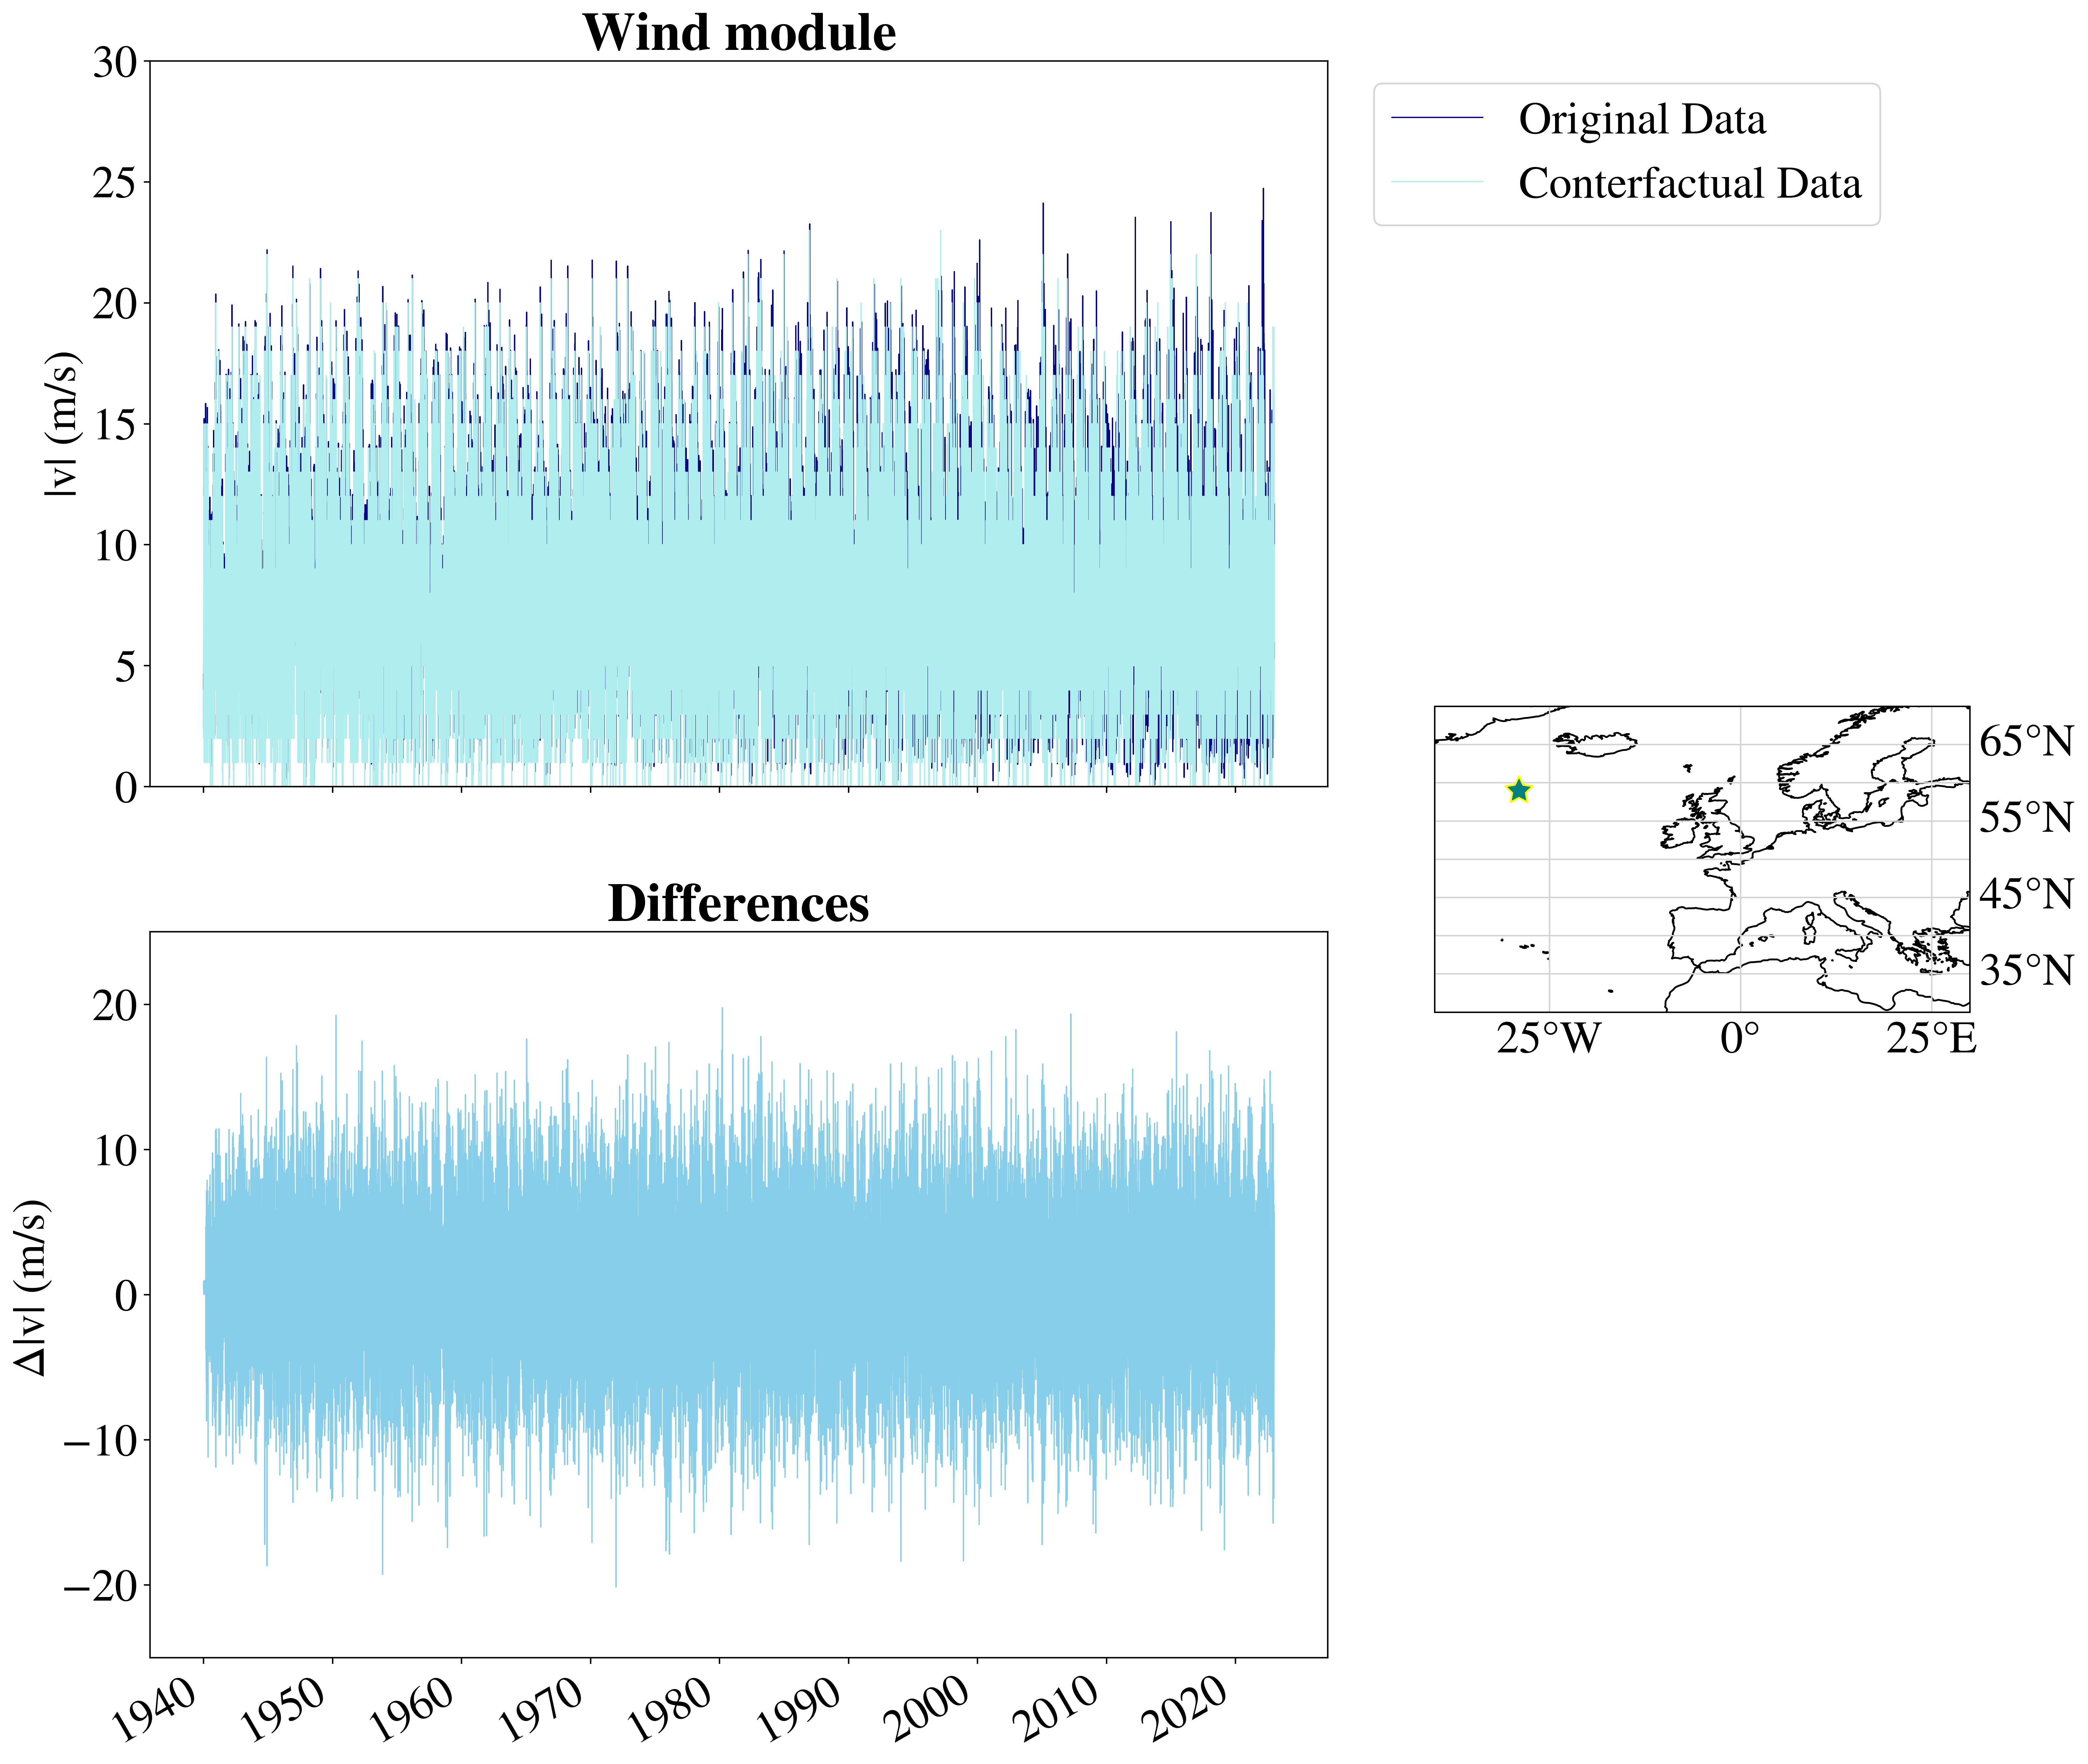 Wind module
30
25
20
15
10
5
0
|v| (m/s)
Original Data
Conterfactual Data
65°N
55°N
45°N
35°N
25°W 0° 25°E
Differences
20
10
0
−10
−20
Δ|v| (m/s)
1940 1950 1960 1970 1980 1990 2000 2010 2020